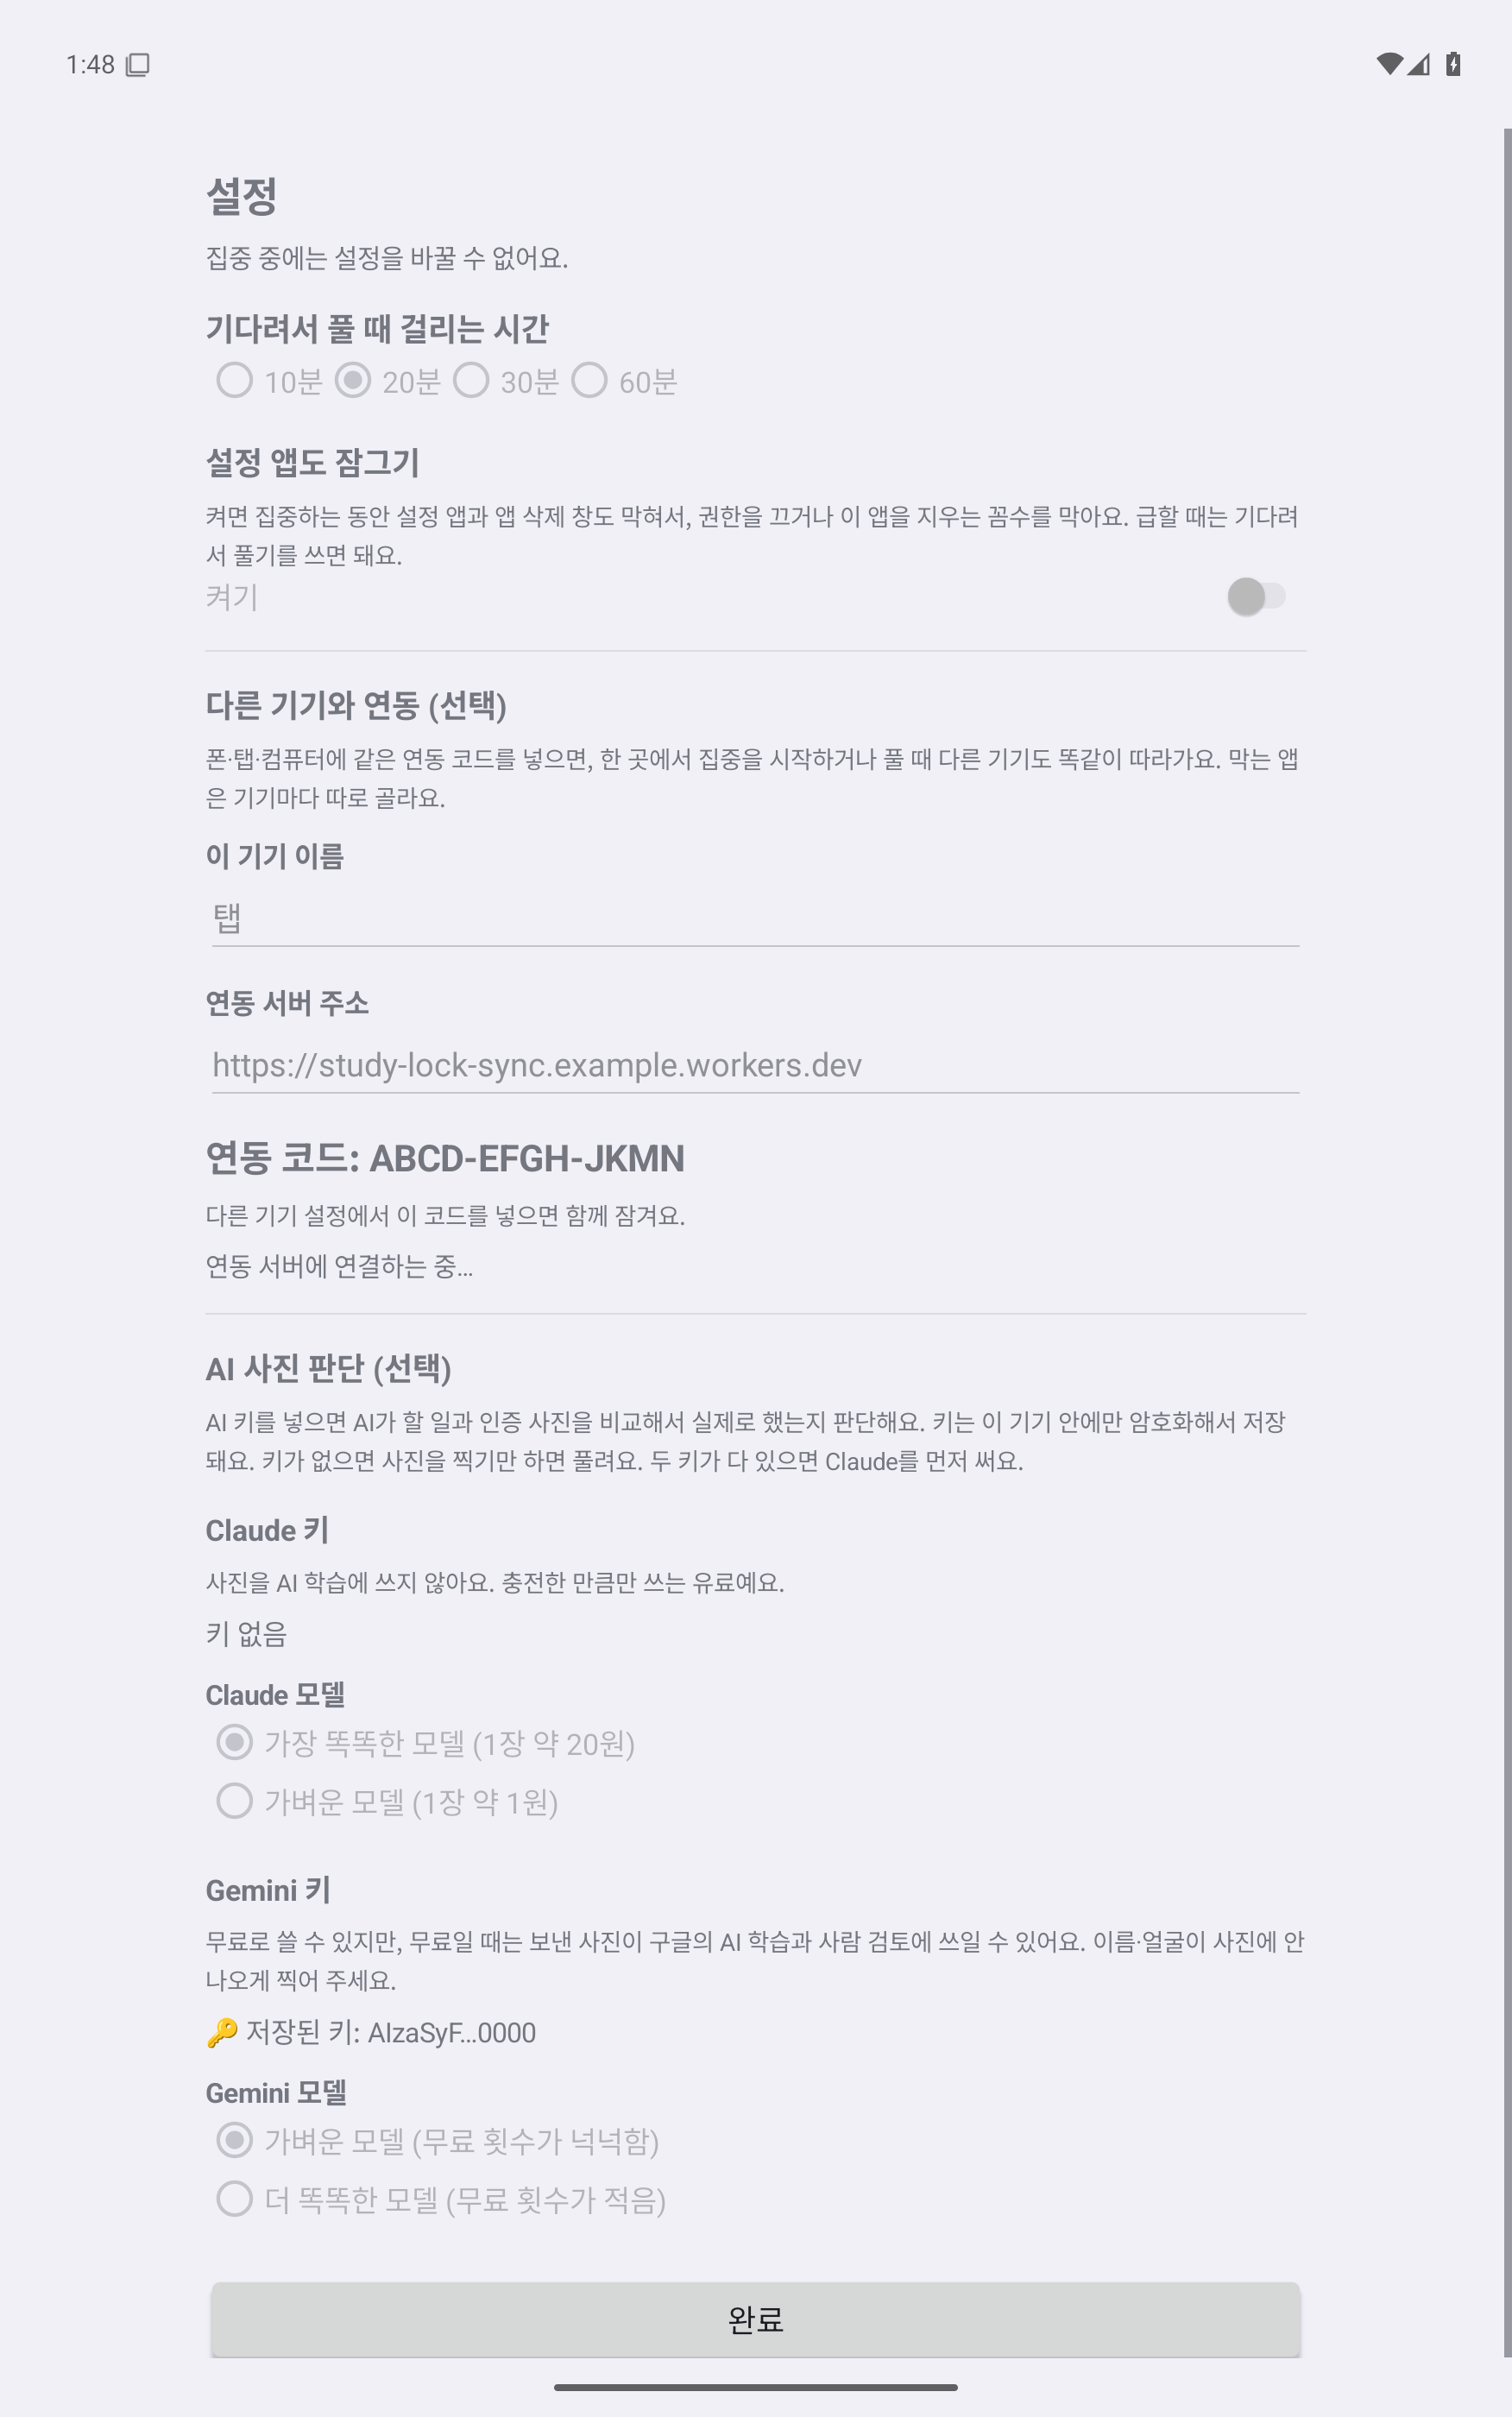 1:48
설정
집중 중에는 설정을 바꿀 수 없어요.
기다려서 풀 때 걸리는 시간
10분 20분 30분 60분
설정 앱도 잠그기
켜면 집중하는 동안 설정 앱과 앱 삭제 창도 막혀서, 권한을 끄거나 이 앱을 지우는 꼼수를 막아요. 급할 때는 기다려
서 풀기를 쓰면 돼요.
켜기
다른 기기와 연동 (선택)
폰·탭·컴퓨터에 같은 연동 코드를 넣으면, 한 곳에서 집중을 시작하거나 풀 때 다른 기기도 똑같이 따라가요. 막는 앱
은 기기마다 따로 골라요.
이 기기 이름
탭
연동 서버 주소
https://study-lock-sync.example.workers.dev
연동 코드: ABCD-EFGH-JKMN
다른 기기 설정에서 이 코드를 넣으면 함께 잠겨요.
연동 서버에 연결하는 중…
AI 사진 판단 (선택)
AI 키를 넣으면 AI가 할 일과 인증 사진을 비교해서 실제로 했는지 판단해요. 키는 이 기기 안에만 암호화해서 저장
돼요. 키가 없으면 사진을 찍기만 하면 풀려요. 두 키가 다 있으면 Claude를 먼저 써요.
Claude 키
사진을 AI 학습에 쓰지 않아요. 충전한 만큼만 쓰는 유료예요.
키 없음
Claude 모델
가장 똑똑한 모델 (1장 약 20원)
가벼운 모델 (1장 약 1원)
Gemini 키
무료로 쓸 수 있지만, 무료일 때는 보낸 사진이 구글의 AI 학습과 사람 검토에 쓰일 수 있어요. 이름·얼굴이 사진에 안
나오게 찍어 주세요.
🔑 저장된 키: AIzaSyF…0000
Gemini 모델
가벼운 모델 (무료 횟수가 넉넉함)
더 똑똑한 모델 (무료 횟수가 적음)
완료